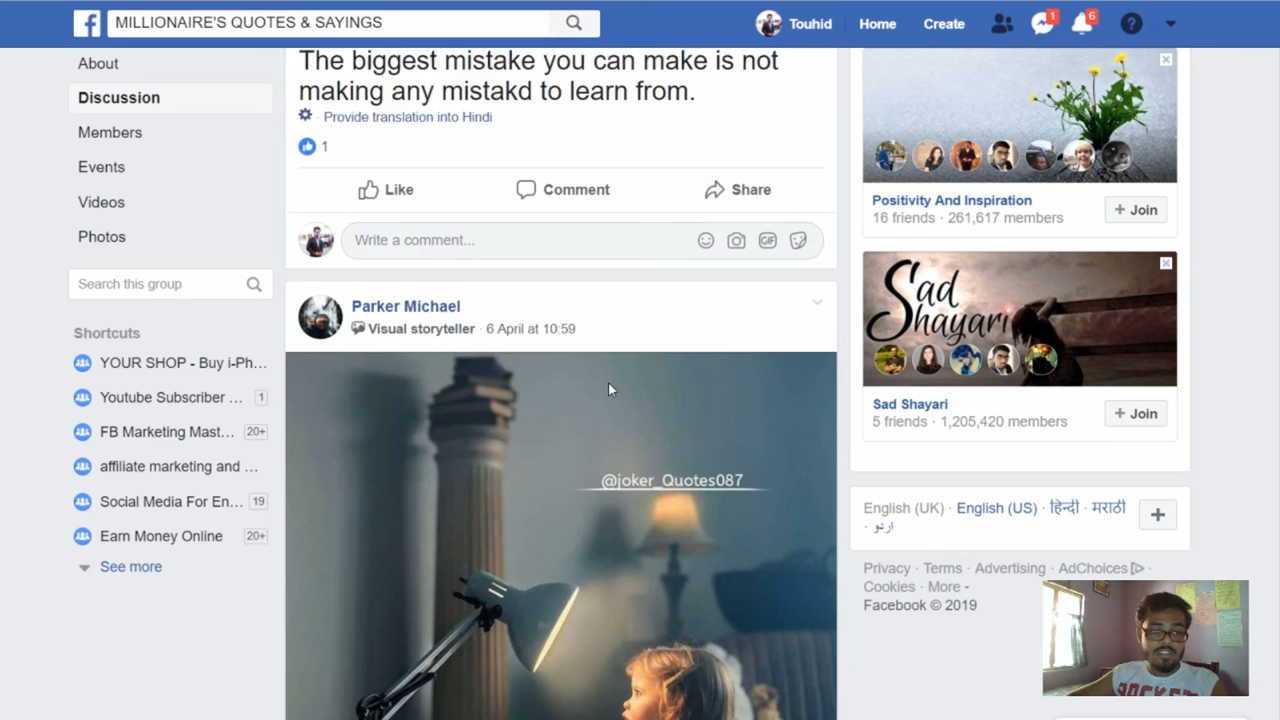 MILLIONAIRE'S QUOTES & SAYINGS
Touhid
Home
Create
1
6
?
About
Discussion
Members
Events
Videos
Photos
Search this group
Shortcuts
YOUR SHOP - Buy i-Ph...
Youtube Subscriber ... 1
FB Marketing Mast... 20+
affiliate marketing and ...
Social Media For En... 19
Earn Money Online 20+
See more
The biggest mistake you can make is not
making any mistakd to learn from.
· Provide translation into Hindi
1
Like
Comment
Share
Write a comment...
GIF
Parker Michael
Visual storyteller · 6 April at 10:59
@joker_Quotes087
Positivity And Inspiration
16 friends · 261,617 members
+ Join
Sad
Shayari
Sad Shayari
5 friends · 1,205,420 members
+ Join
English (UK) · English (US) · हिन्दी · मराठी
· اردو
Privacy · Terms · Advertising · AdChoices ·
Cookies · More
Facebook © 2019